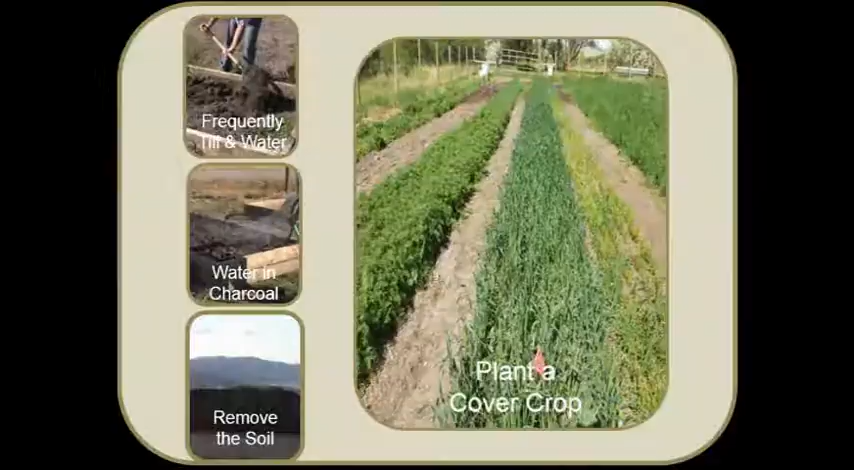 Frequently
Till & Water
Water in
Charcoal
Remove
the Soil
Plant a
Cover Crop